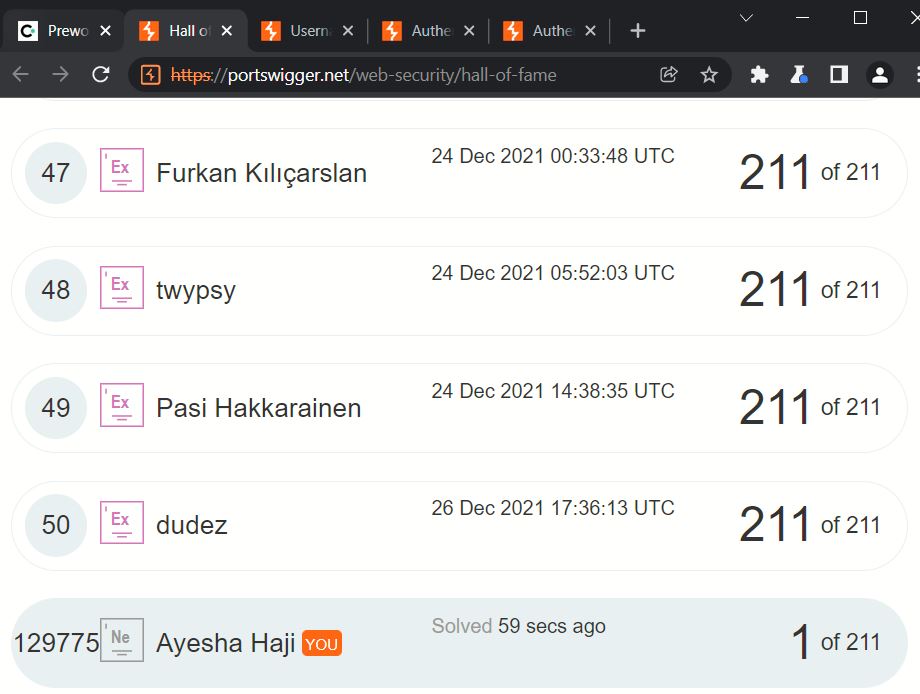 Prewo
Hall of
Userna
Authe
Authe
https://portswigger.net/web-security/hall-of-fame
47 Ex Furkan Kılıçarslan 24 Dec 2021 00:33:48 UTC 211 of 211
48 Ex twypsy 24 Dec 2021 05:52:03 UTC 211 of 211
49 Ex Pasi Hakkarainen 24 Dec 2021 14:38:35 UTC 211 of 211
50 Ex dudez 26 Dec 2021 17:36:13 UTC 211 of 211
129775 Ne Ayesha Haji YOU Solved 59 secs ago 1 of 211